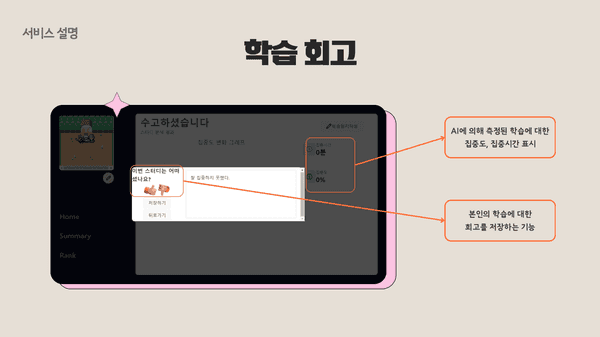 서비스 설명
학습 회고
수고하셨습니다
집중도 변화 그래프
0분
0%
이번 스터디는 어떠
셨나요?
잘 집중하지 못했다.
저장하기
뒤로가기
Home
Summary
Rank
AI에 의해 측정된 학습에 대한
집중도, 집중시간 표시
본인의 학습에 대한
회고를 저장하는 기능